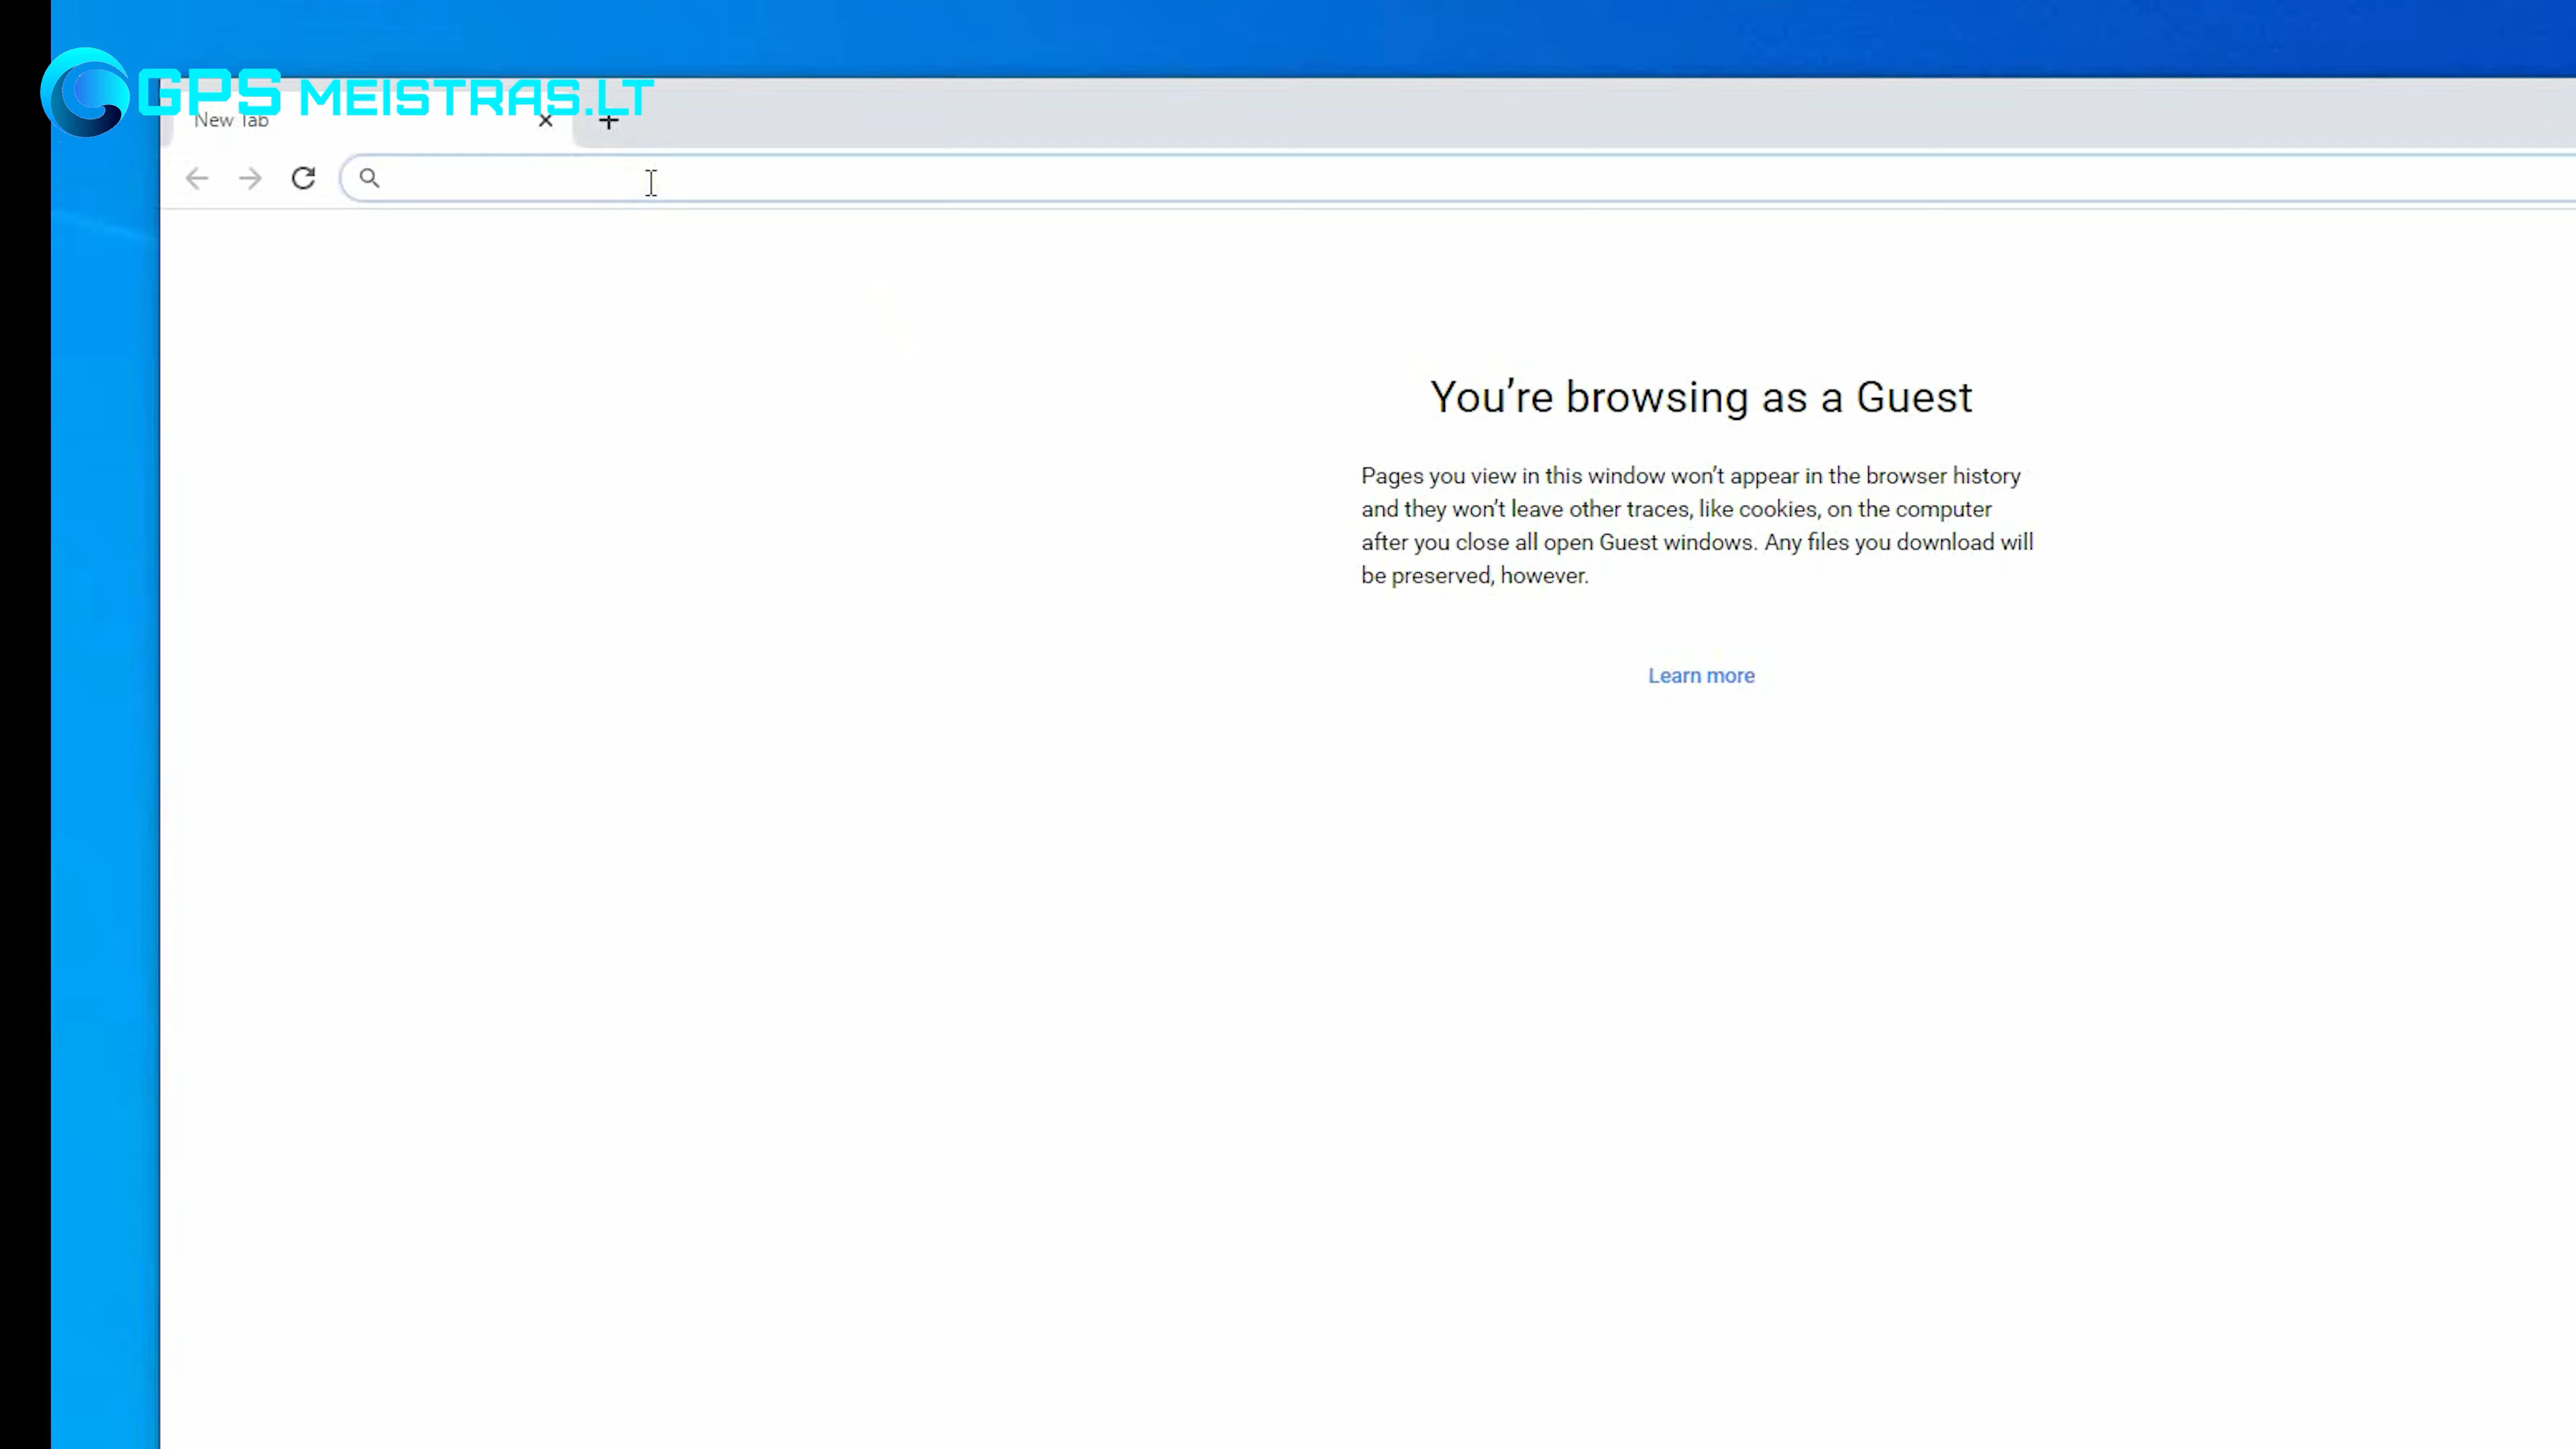 GPS MEISTRAS.LT
New Tab
You’re browsing as a Guest
Pages you view in this window won’t appear in the browser history
and they won’t leave other traces, like cookies, on the computer
after you close all open Guest windows. Any files you download will
be preserved, however.
Learn more